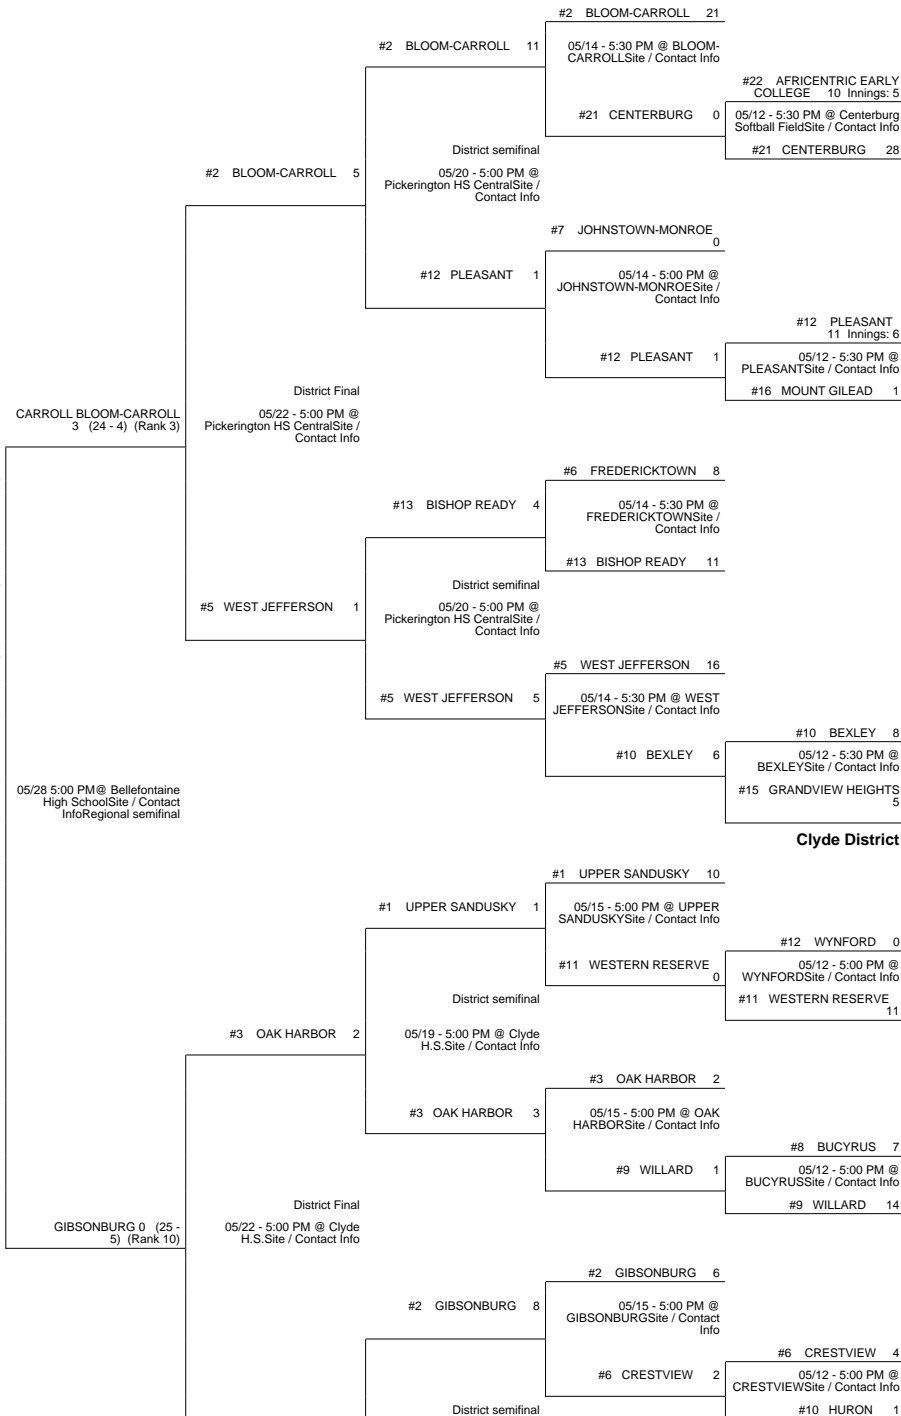 #2 BLOOM-CARROLL 21
#2 BLOOM-CARROLL 11
05/14 - 5:30 PM @ BLOOM-
CARROLLSite / Contact Info
#22 AFRICENTRIC EARLY
COLLEGE 10 Innings: 5
#21 CENTERBURG 0
05/12 - 5:30 PM @ Centerburg
Softball FieldSite / Contact Info
#21 CENTERBURG 28
District semifinal
#2 BLOOM-CARROLL 5
05/20 - 5:00 PM @
Pickerington HS CentralSite /
Contact Info
#7 JOHNSTOWN-MONROE
0
#12 PLEASANT 1
05/14 - 5:00 PM @
JOHNSTOWN-MONROESite /
Contact Info
#12 PLEASANT
11 Innings: 6
#12 PLEASANT 1
05/12 - 5:30 PM @
PLEASANTSite / Contact Info
#16 MOUNT GILEAD 1
District Final
CARROLL BLOOM-CARROLL
3 (24 - 4) (Rank 3)
05/22 - 5:00 PM @
Pickerington HS CentralSite /
Contact Info
#6 FREDERICKTOWN 8
#13 BISHOP READY 4
05/14 - 5:30 PM @
FREDERICKTOWNSite /
Contact Info
#13 BISHOP READY 11
District semifinal
#5 WEST JEFFERSON 1
05/20 - 5:00 PM @
Pickerington HS CentralSite /
Contact Info
#5 WEST JEFFERSON 16
#5 WEST JEFFERSON 5
05/14 - 5:30 PM @ WEST
JEFFERSONSite / Contact Info
#10 BEXLEY 8
#10 BEXLEY 6
05/12 - 5:30 PM @
BEXLEYSite / Contact Info
#15 GRANDVIEW HEIGHTS
5
05/28 5:00 PM@ Bellefontaine
High SchoolSite / Contact
InfoRegional semifinal
Clyde District
#1 UPPER SANDUSKY 10
#1 UPPER SANDUSKY 1
05/15 - 5:00 PM @ UPPER
SANDUSKYSite / Contact Info
#12 WYNFORD 0
#11 WESTERN RESERVE
0
05/12 - 5:00 PM @
WYNFORDSite / Contact Info
#11 WESTERN RESERVE
11
District semifinal
#3 OAK HARBOR 2
05/19 - 5:00 PM @ Clyde
H.S.Site / Contact Info
#3 OAK HARBOR 2
#3 OAK HARBOR 3
05/15 - 5:00 PM @ OAK
HARBORSite / Contact Info
#8 BUCYRUS 7
#9 WILLARD 1
05/12 - 5:00 PM @
BUCYRUSSite / Contact Info
#9 WILLARD 14
District Final
GIBSONBURG 0 (25 -
5) (Rank 10)
05/22 - 5:00 PM @ Clyde
H.S.Site / Contact Info
#2 GIBSONBURG 6
#2 GIBSONBURG 8
05/15 - 5:00 PM @
GIBSONBURGSite / Contact
Info
#6 CRESTVIEW 4
#6 CRESTVIEW 2
05/12 - 5:00 PM @
CRESTVIEWSite / Contact Info
District semifinal
#10 HURON 1